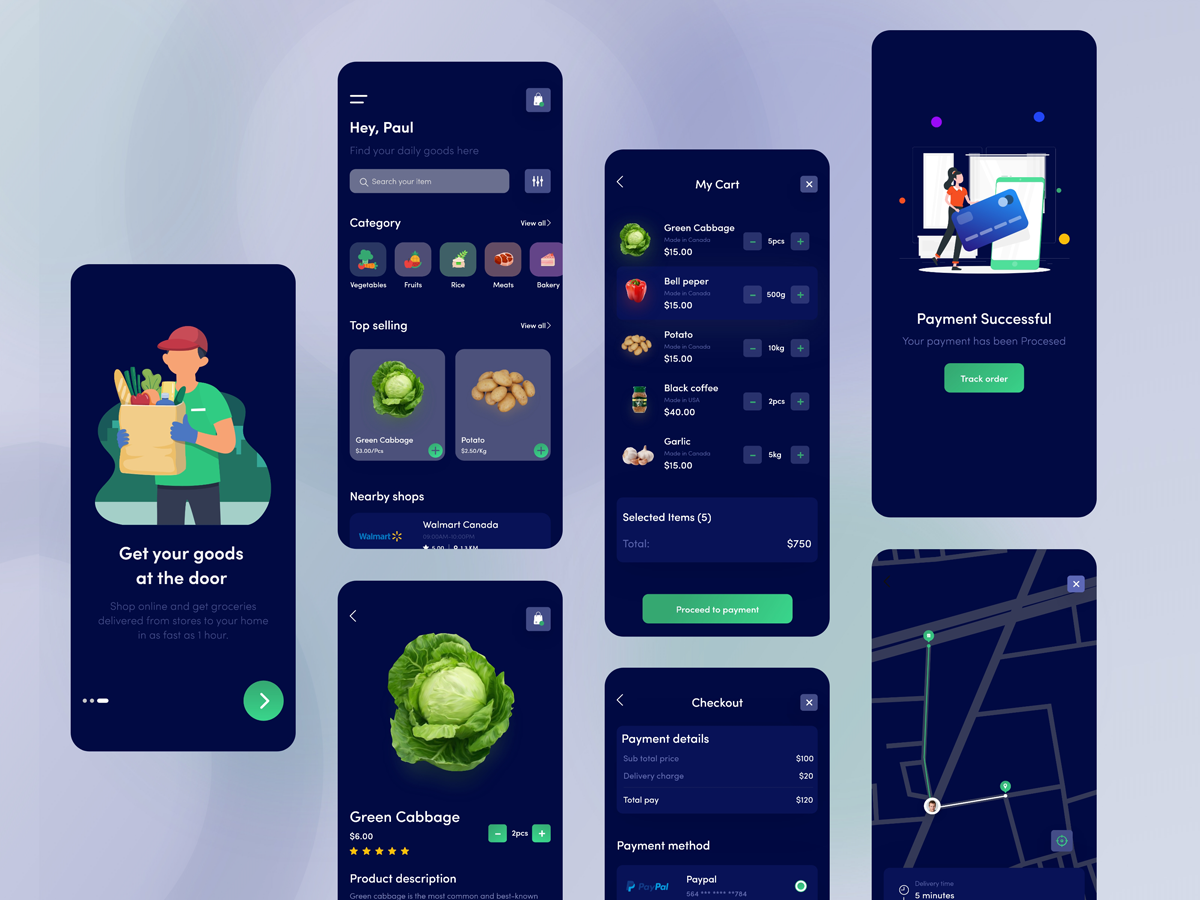 Get your goods
at the door
Shop online and get groceries
delivered from stores to your home
in as fast as 1 hour.
Hey, Paul
Find your daily goods here
Search your item
Category
View all
Vegetables
Fruits
Rice
Meats
Bakery
Top selling
View all
Green Cabbage
$3.00/Pcs
Potato
$2.50/Kg
Nearby shops
Walmart
Walmart Canada
09:00AM-10:00PM
5.00 | 1.3 KM
Green Cabbage
$6.00
2pcs
Product description
Green cabbage is the most common and best-known
My Cart
Green Cabbage
Made in Canada
$15.00
5pcs
Bell peper
Made in Canada
$15.00
500g
Potato
Made in Canada
$15.00
10kg
Black coffee
Made in USA
$40.00
2pcs
Garlic
Made in Canada
$15.00
5kg
Selected Items (5)
Total:
$750
Proceed to payment
Checkout
Payment details
Sub total price
$100
Delivery charge
$20
Total pay
$120
Payment method
PayPal
Paypal
564 *** **** **784
Payment Successful
Your payment has been Procesed
Track order
Delivery time
5 minutes